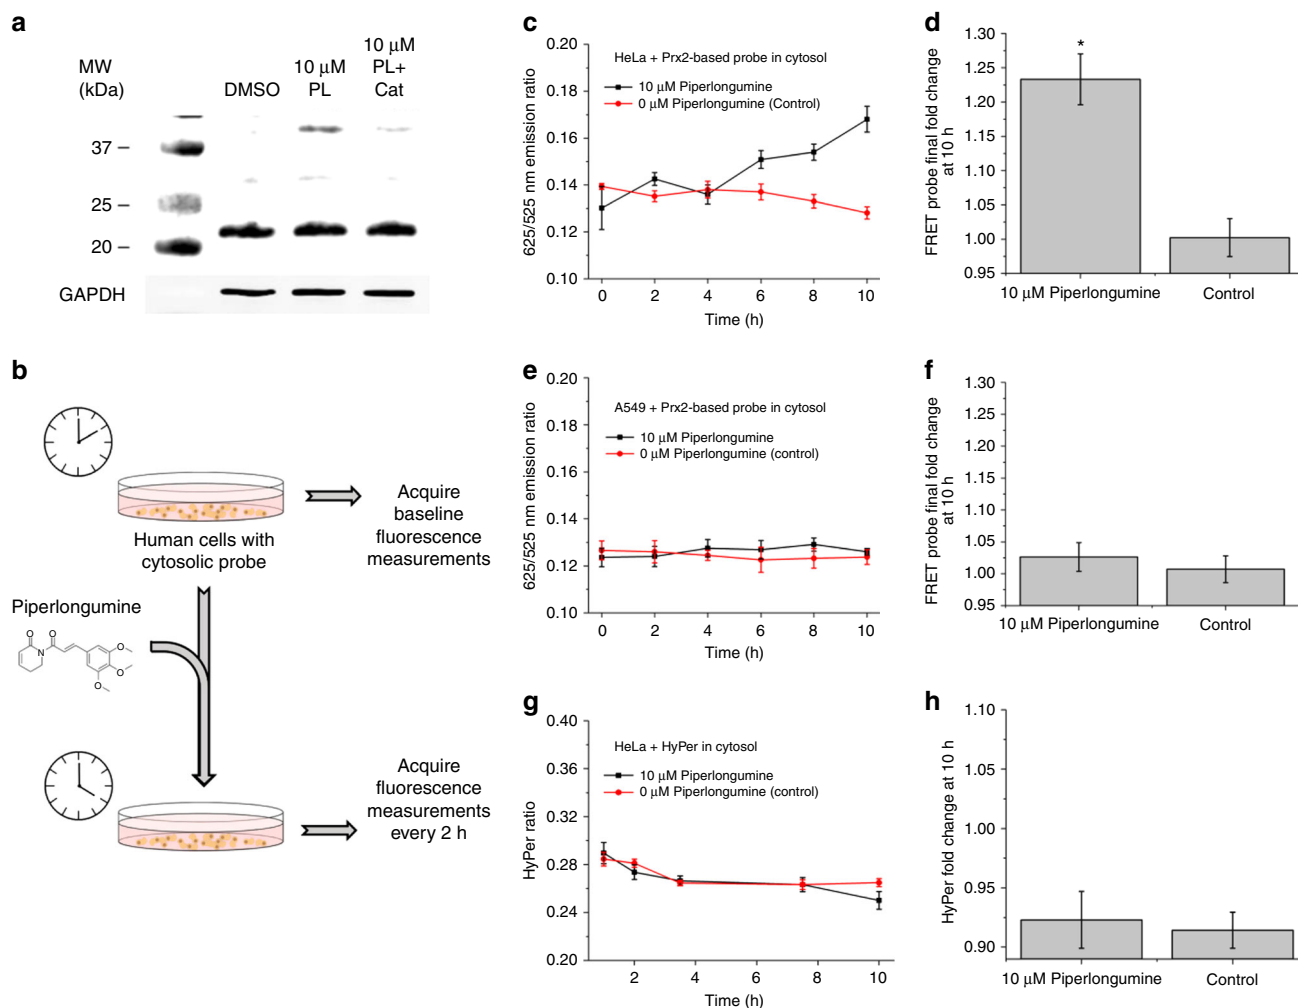 a
MW
(kDa)
DMSO
10 µM
PL
10 µM
PL+
Cat
37
25
20
GAPDH
b
Human cells with
cytosolic probe
Acquire
baseline
fluorescence
measurements
Piperlongumine
O
O
N
O
O
O
Acquire
fluorescence
measurements
every 2 h
c
0.20
0.18
0.16
0.14
0.12
0.10
625/525 nm emission ratio
HeLa + Prx2-based probe in cytosol
10 µM Piperlongumine
0 µM Piperlongumine (Control)
0 2 4 6 8 10
Time (h)
d
1.30
1.25
1.20
1.15
1.10
1.05
1.00
0.95
FRET probe final fold change
at 10 h
*
10 µM Piperlongumine
Control
e
0.20
0.18
0.16
0.14
0.12
0.10
625/525 nm emission ratio
A549 + Prx2-based probe in cytosol
10 µM Piperlongumine
0 µM Piperlongumine (control)
0 2 4 6 8 10
Time (h)
f
1.30
1.25
1.20
1.15
1.10
1.05
1.00
0.95
FRET probe final fold change
at 10 h
10 µM Piperlongumine
Control
g
0.40
0.36
0.32
0.28
0.24
0.20
HyPer ratio
HeLa + HyPer in cytosol
10 µM Piperlongumine
0 µM Piperlongumine (control)
2 4 6 8 10
Time (h)
h
1.10
1.05
1.00
0.95
0.90
HyPer fold change at 10 h
10 µM Piperlongumine
Control